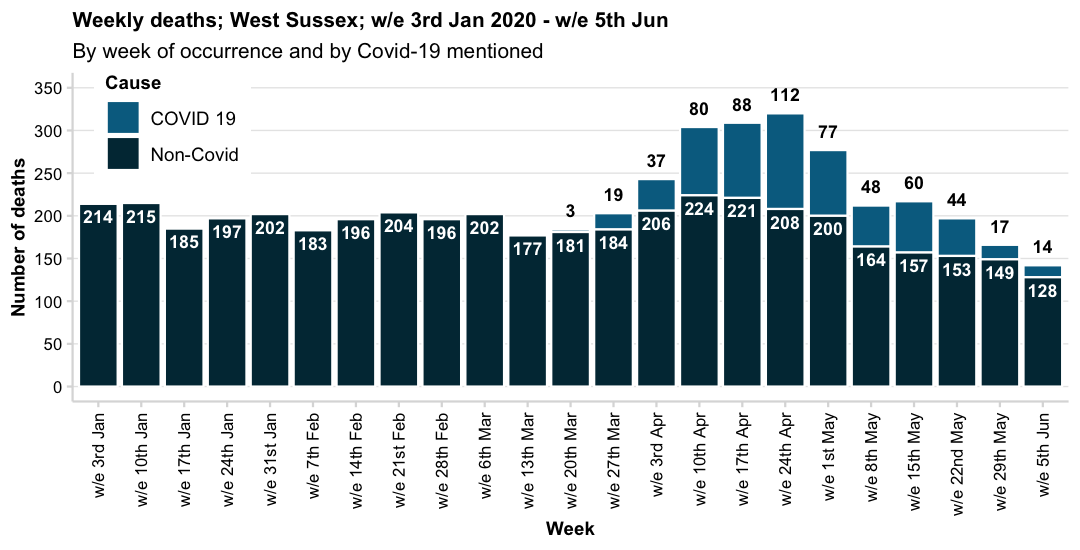 Weekly deaths; West Sussex; w/e 3rd Jan 2020 - w/e 5th Jun
By week of occurrence and by Covid-19 mentioned
Cause
COVID 19
Non-Covid
Number of deaths
350
300
250
200
150
100
50
0
3 19 37 80 88 112 77 48 60 44 17 14
214 215 185 197 202 183 196 204 196 202 177 181 184 206 224 221 208 200 164 157 153 149 128
w/e 3rd Jan
w/e 10th Jan
w/e 17th Jan
w/e 24th Jan
w/e 31st Jan
w/e 7th Feb
w/e 14th Feb
w/e 21st Feb
w/e 28th Feb
w/e 6th Mar
w/e 13th Mar
w/e 20th Mar
w/e 27th Mar
w/e 3rd Apr
w/e 10th Apr
w/e 17th Apr
w/e 24th Apr
w/e 1st May
w/e 8th May
w/e 15th May
w/e 22nd May
w/e 29th May
w/e 5th Jun
Week